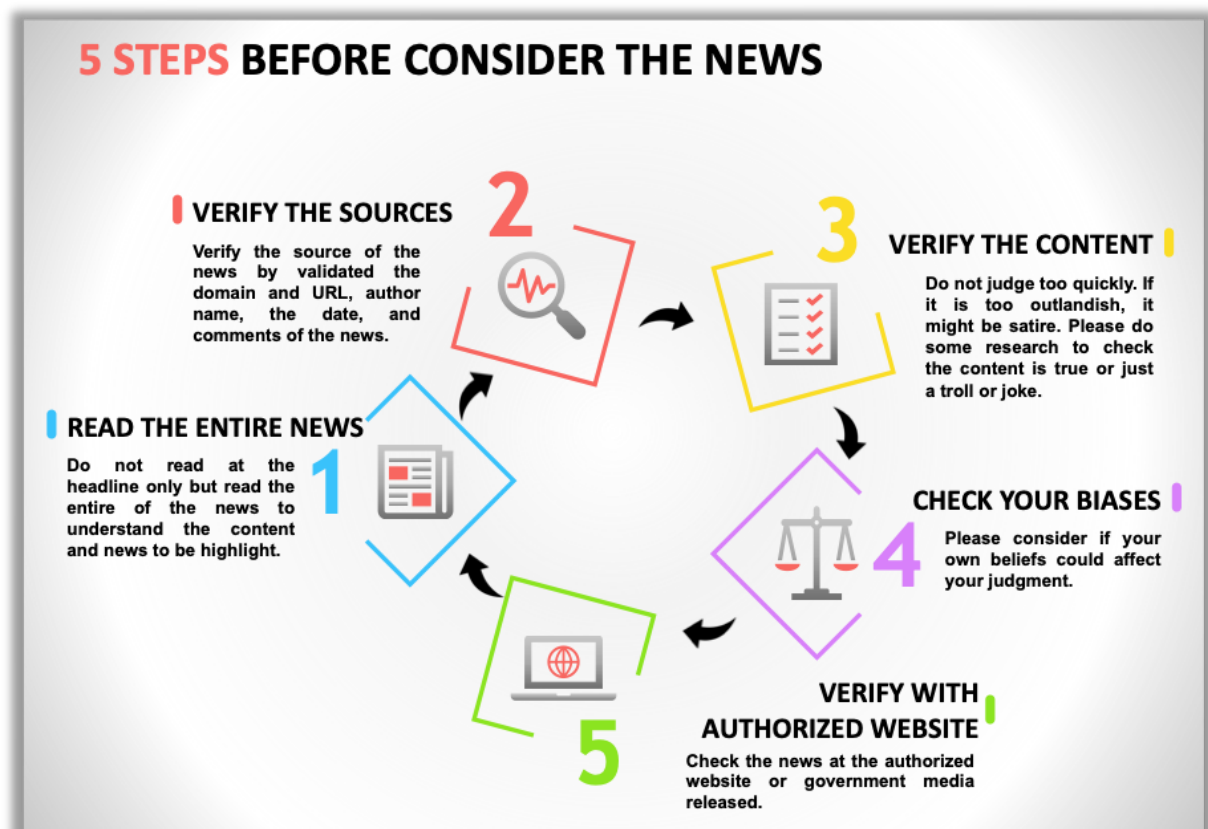 5 STEPS BEFORE CONSIDER THE NEWS
1
READ THE ENTIRE NEWS
Do not read at the
headline only but read the
entire of the news to
understand the content
and news to be highlight.
2
VERIFY THE SOURCES
Verify the source of the
news by validated the
domain and URL, author
name, the date, and
comments of the news.
3
VERIFY THE CONTENT
Do not judge too quickly. If
it is too outlandish, it
might be satire. Please do
some research to check
the content is true or just
a troll or joke.
4
CHECK YOUR BIASES
Please consider if your
own beliefs could affect
your judgment.
5
VERIFY WITH
AUTHORIZED WEBSITE
Check the news at the authorized
website or government media
released.